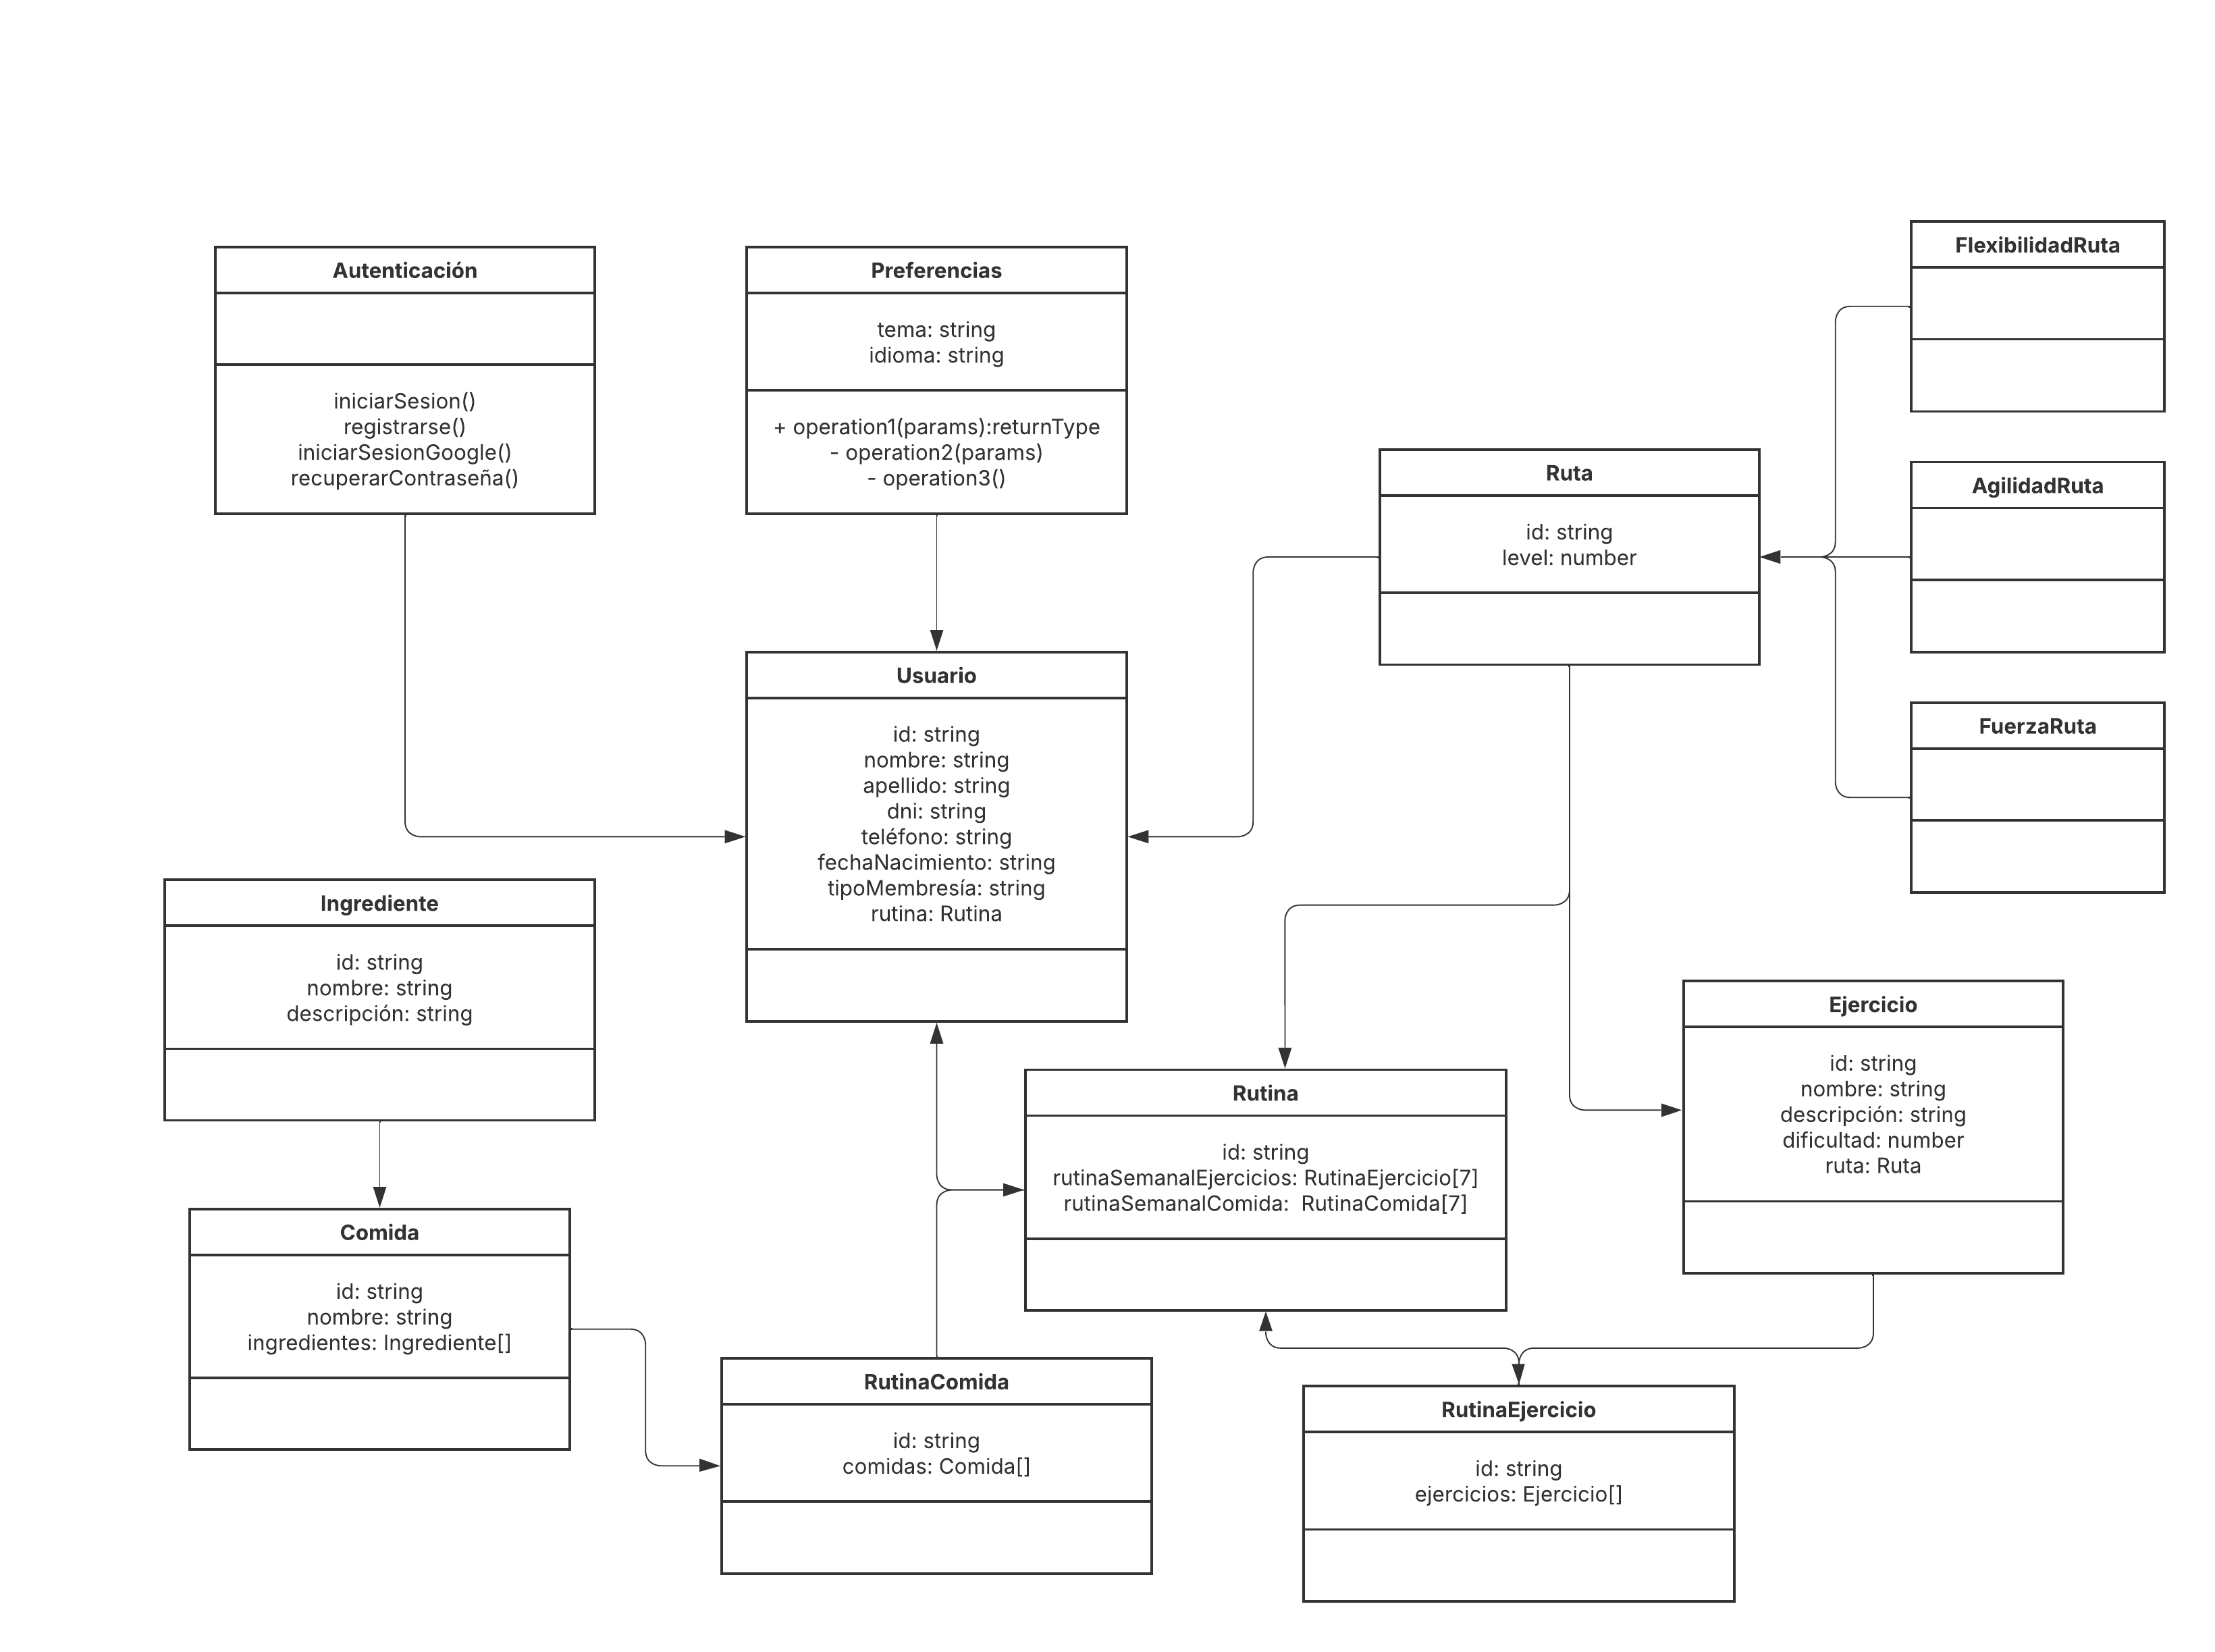 Autenticación
iniciarSesion()
registrarse()
iniciarSesionGoogle()
recuperarContraseña()
Preferencias
tema: string
idioma: string
+ operation1(params):returnType
- operation2(params)
- operation3()
FlexibilidadRuta
AgilidadRuta
FuerzaRuta
Ruta
id: string
level: number
Usuario
id: string
nombre: string
apellido: string
dni: string
teléfono: string
fechaNacimiento: string
tipoMembresía: string
rutina: Rutina
Ingrediente
id: string
nombre: string
descripción: string
Ejercicio
id: string
nombre: string
descripción: string
dificultad: number
ruta: Ruta
Rutina
id: string
rutinaSemanalEjercicios: RutinaEjercicio[7]
rutinaSemanalComida:  RutinaComida[7]
Comida
id: string
nombre: string
ingredientes: Ingrediente[]
RutinaComida
id: string
comidas: Comida[]
RutinaEjercicio
id: string
ejercicios: Ejercicio[]